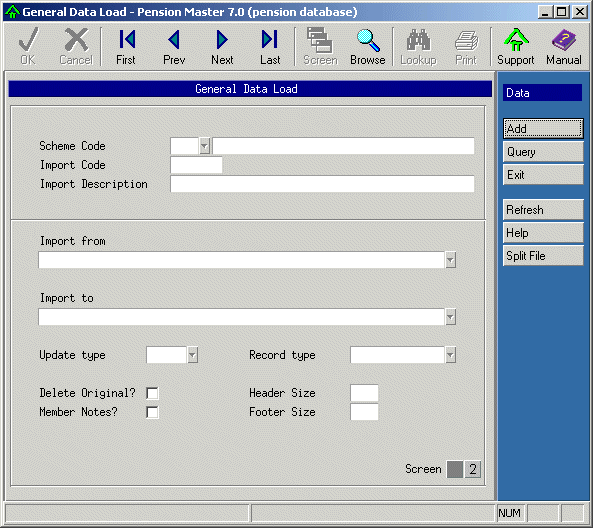 General Data Load - Pension Master 7.0 (pension database)
OK Cancel First Prev Next Last Screen Browse Lookup Print Support Manual
General Data Load
Data
Scheme Code
Import Code
Import Description
Add
Query
Exit
Refresh
Help
Split File
Import from
Import to
Update type Record type
Delete Original? Header Size
Member Notes? Footer Size
Screen 2
NUM